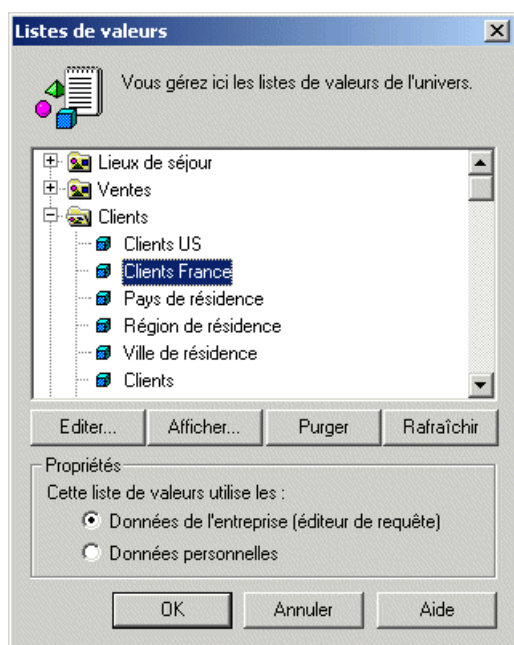 Listes de valeurs
Vous gérez ici les listes de valeurs de l'univers.
Lieux de séjour
Ventes
Clients
Clients US
Clients France
Pays de résidence
Région de résidence
Ville de résidence
Clients
Editer...
Afficher...
Purger
Rafraîchir
Propriétés
Cette liste de valeurs utilise les :
Données de l'entreprise (éditeur de requête)
Données personnelles
OK
Annuler
Aide